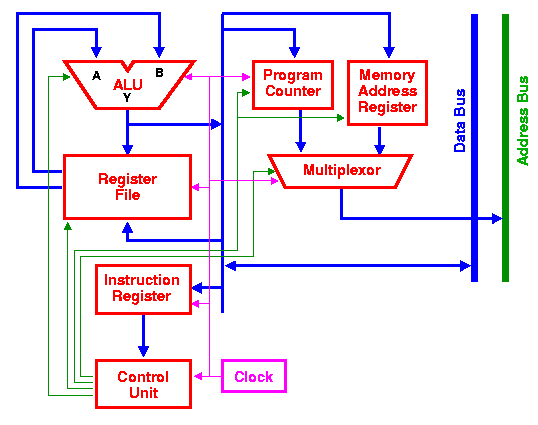 A
B
ALU
Y
Program
Counter
Memory
Address
Register
Data Bus
Address Bus
Register
File
Multiplexor
Instruction
Register
Control
Unit
Clock